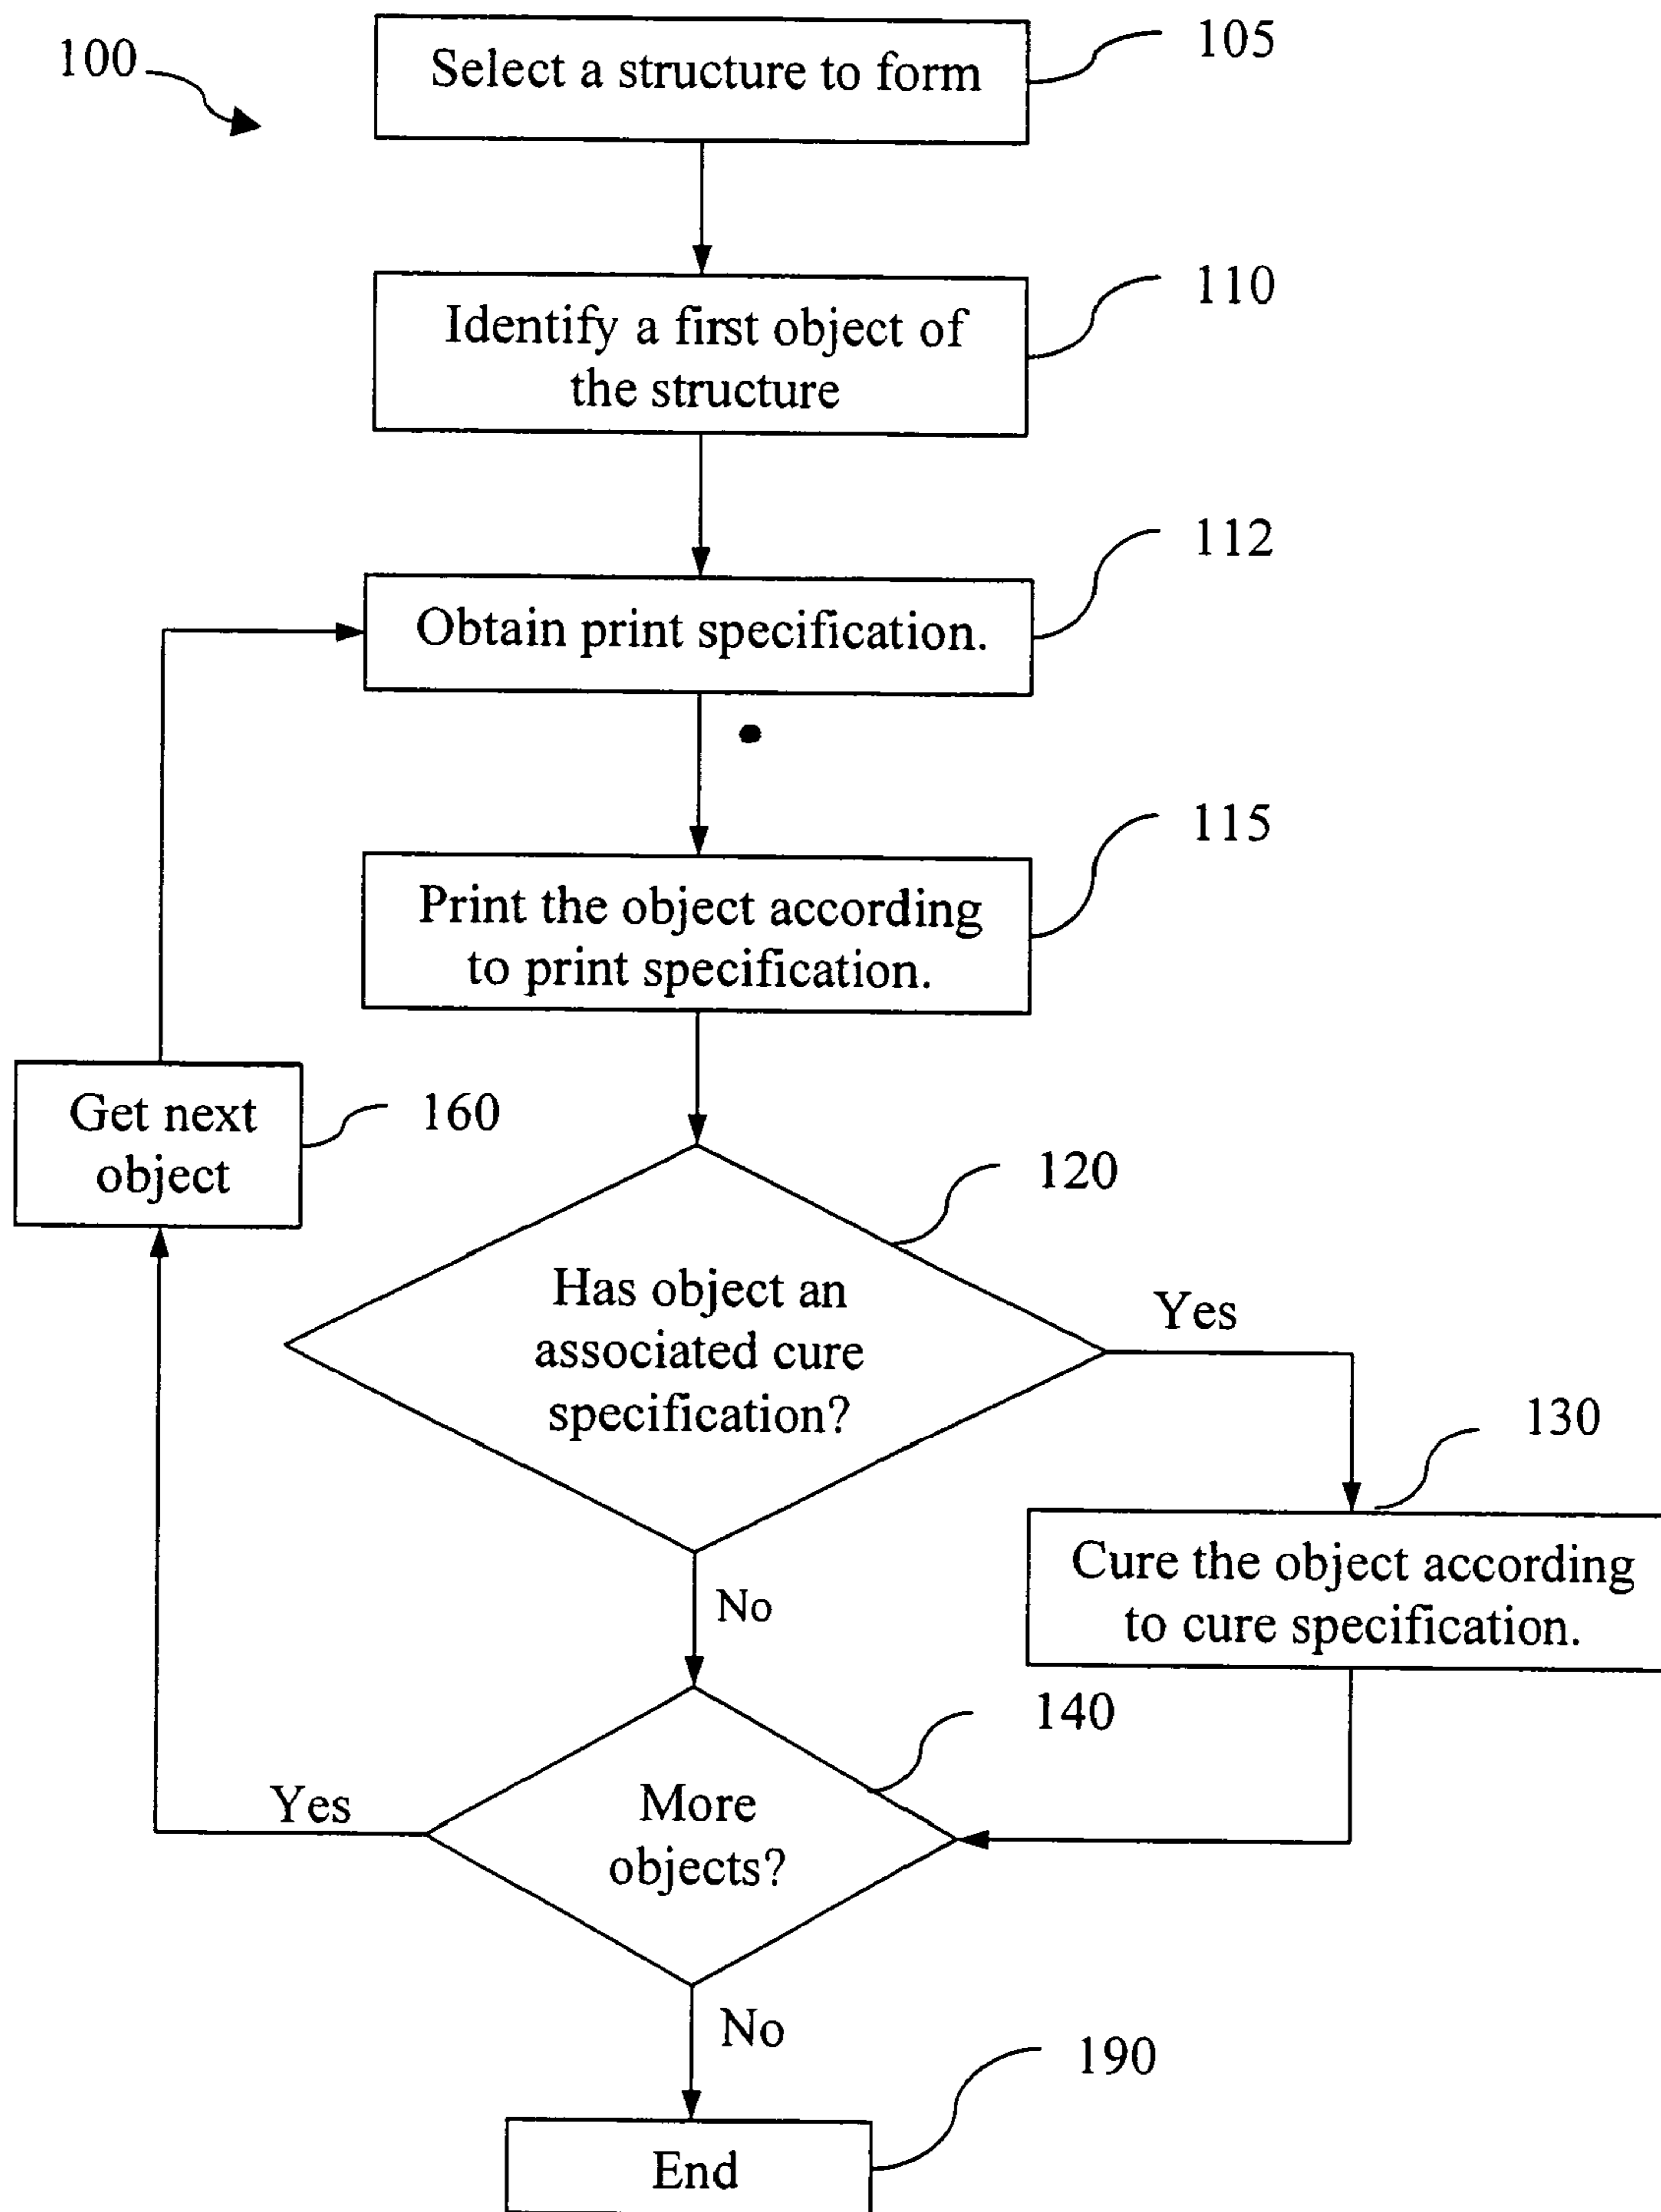 100
Select a structure to form
105
Identify a first object of
the structure
110
Obtain print specification.
112
Print the object according
to print specification.
115
Get next
object
160
Has object an
associated cure
specification?
120
Yes
No
Cure the object according
to cure specification.
130
More
objects?
140
Yes
No
End
190